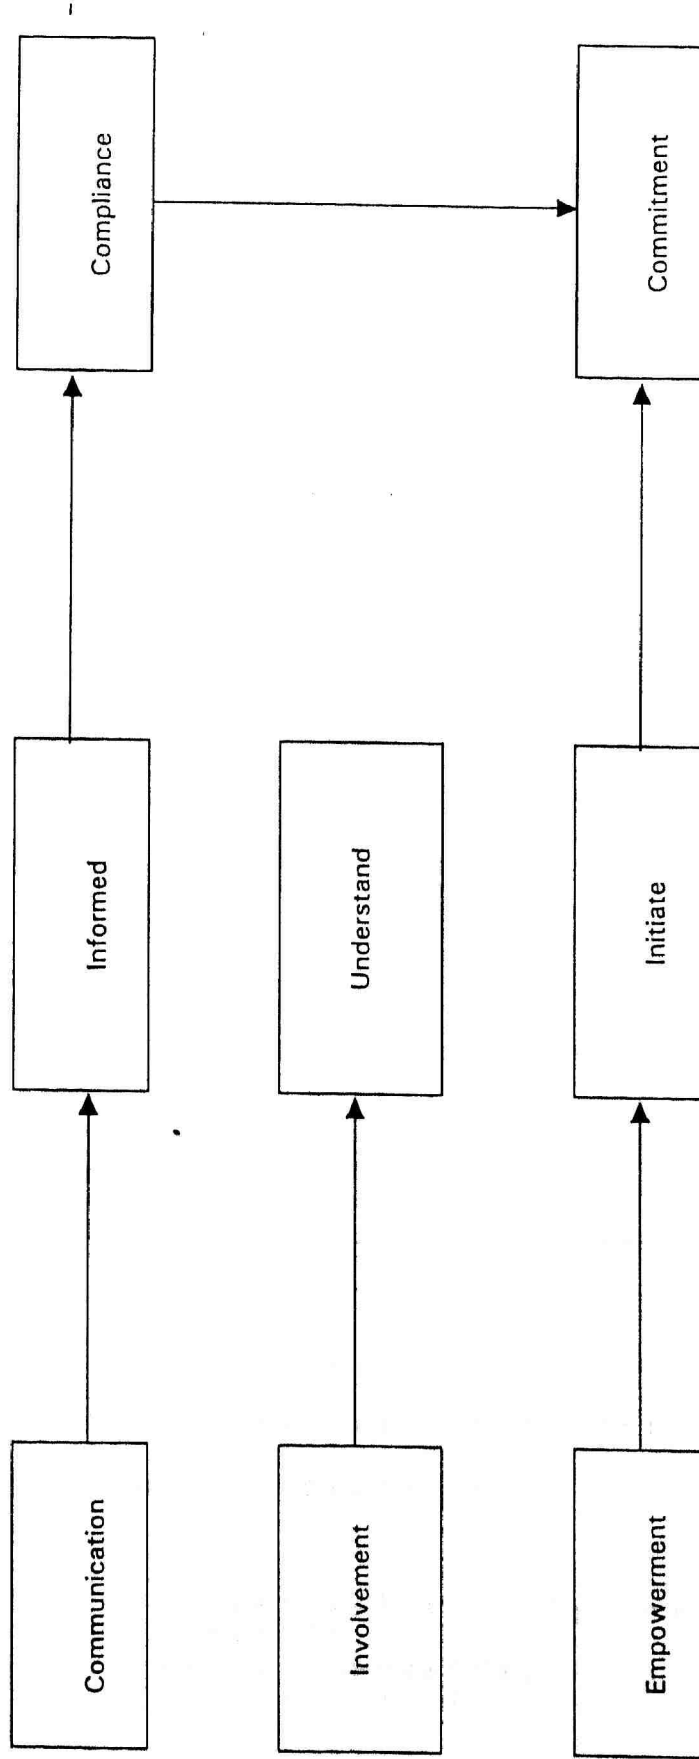 Communication
Informed
Compliance
Involvement
Understand
Empowerment
Initiate
Commitment